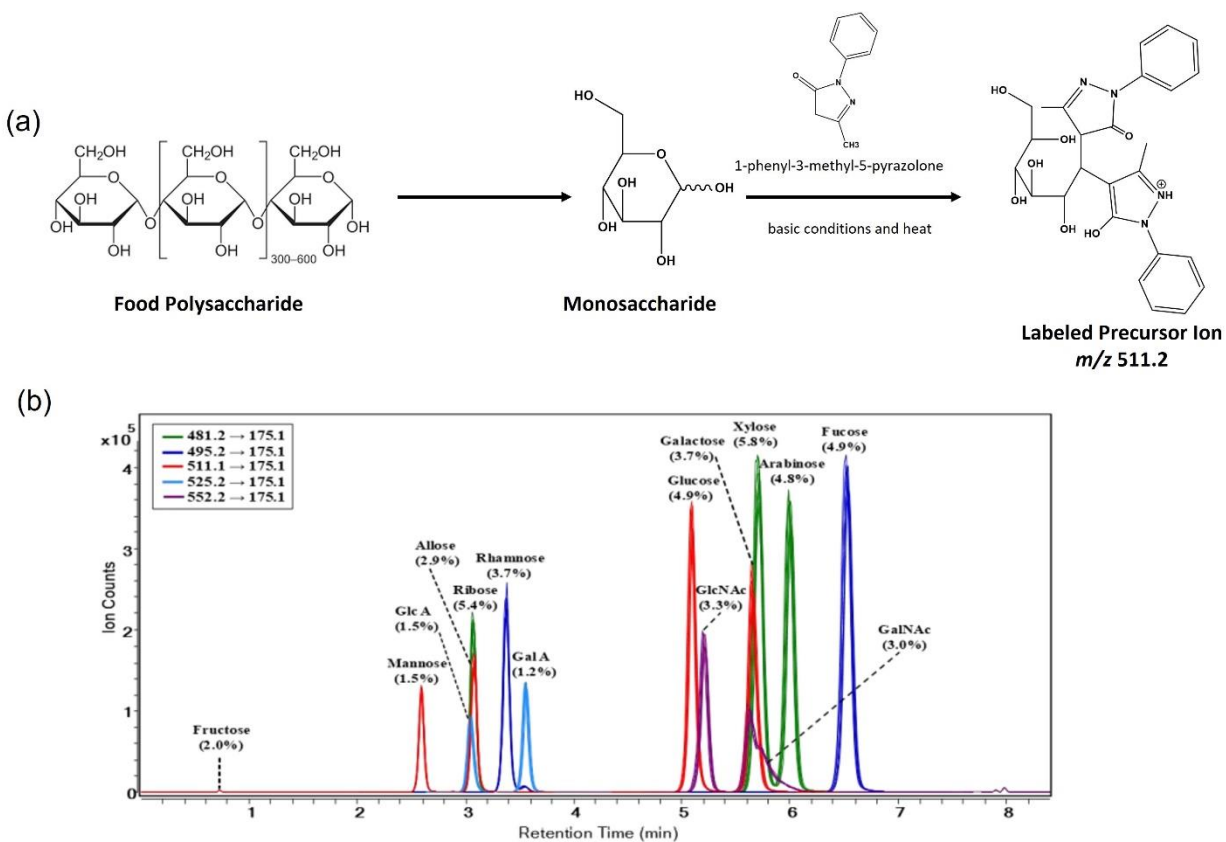 (a)
CH₂OH
CH₂OH
CH₂OH
O
O
O
OH
OH
OH
OH
O
O
OH
OH
OH
OH
300–600
Food Polysaccharide
HO
O
OH
OH
HO
OH
Monosaccharide
O
N
N
CH3
1-phenyl-3-methyl-5-pyrazolone
basic conditions and heat
HO
N
N
O
OH
OH
OH
OH
NH
+
HO
N
Labeled Precursor Ion
m/z 511.2
(b)
x10⁵
481.2 → 175.1
495.2 → 175.1
511.1 → 175.1
525.2 → 175.1
552.2 → 175.1
Ion Counts
4
3
2
1
0
Fructose
(2.0%)
Mannose
(1.5%)
Glc A
(1.5%)
Allose
(2.9%)
Ribose
(5.4%)
Rhamnose
(3.7%)
Gal A
(1.2%)
Glucose
(4.9%)
Galactose
(3.7%)
GlcNAc
(3.3%)
Xylose
(5.8%)
Arabinose
(4.8%)
Fucose
(4.9%)
GalNAc
(3.0%)
1 2 3 4 5 6 7 8
Retention Time (min)